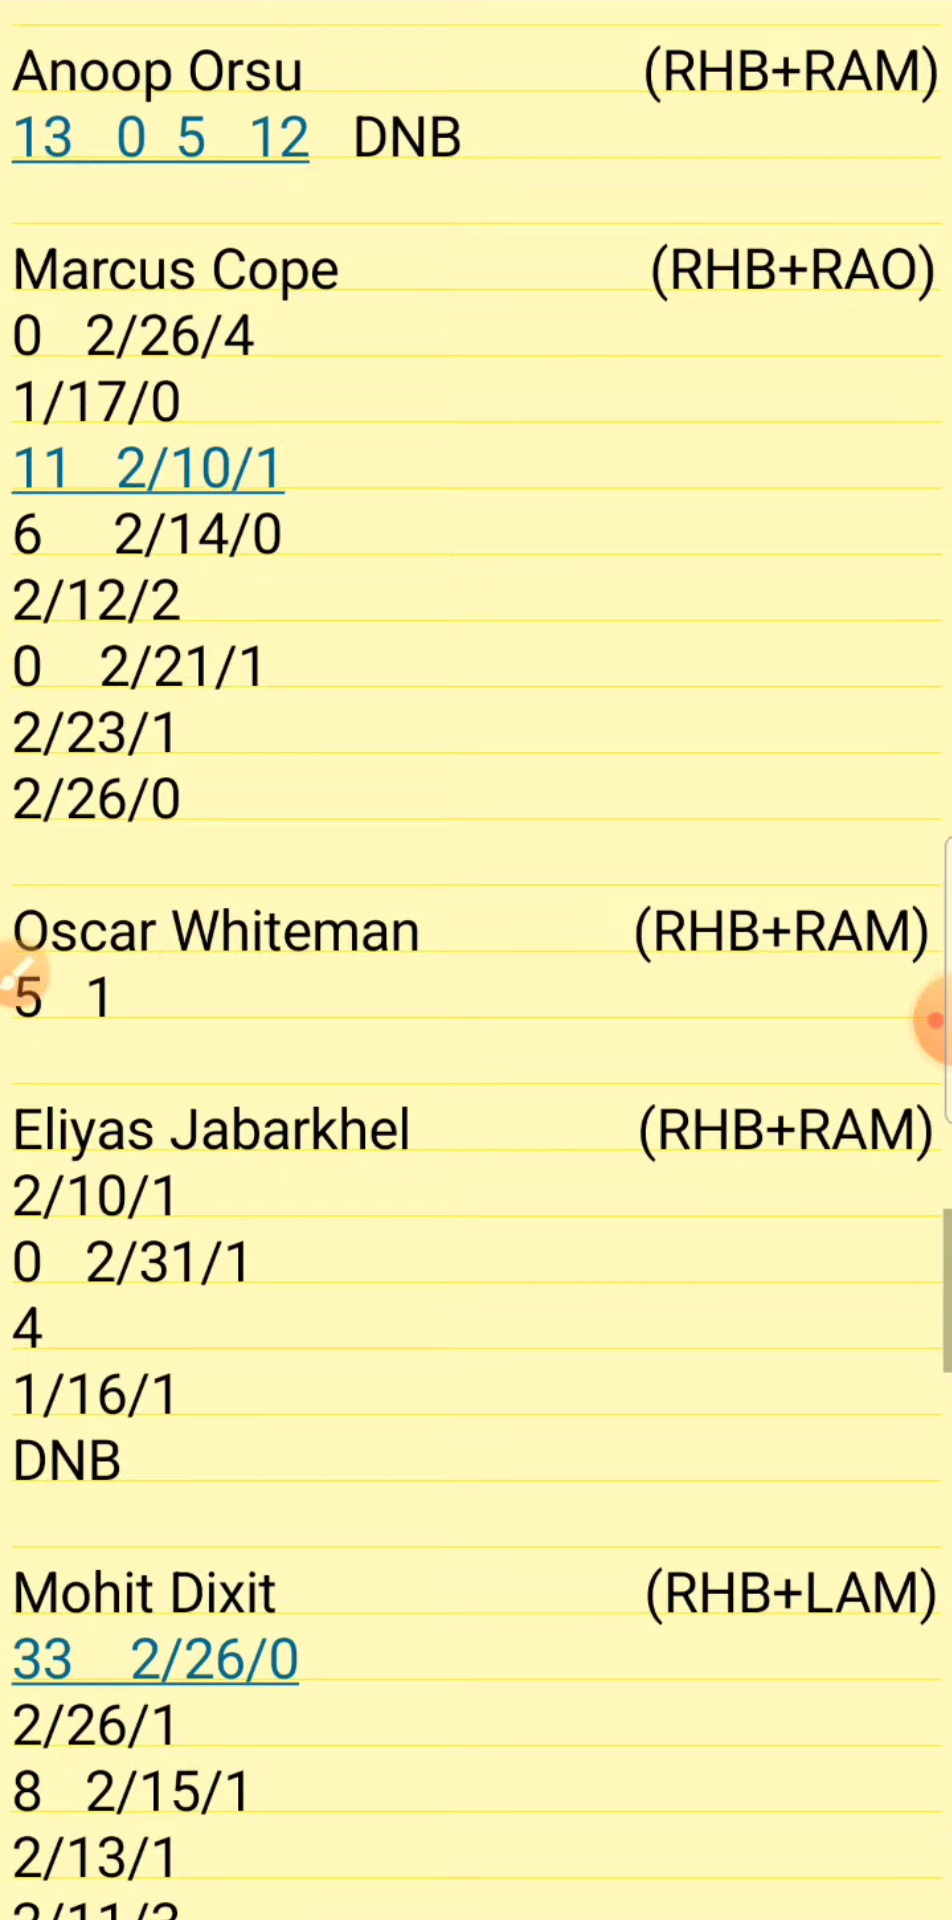 Anoop Orsu (RHB+RAM)
13 0 5 12 DNB
Marcus Cope (RHB+RAO)
0 2/26/4
1/17/0
11 2/10/1
6 2/14/0
2/12/2
0 2/21/1
2/23/1
2/26/0
Oscar Whiteman (RHB+RAM)
5 1
Eliyas Jabarkhel (RHB+RAM)
2/10/1
0 2/31/1
4
1/16/1
DNB
Mohit Dixit (RHB+LAM)
33 2/26/0
2/26/1
8 2/15/1
2/13/1